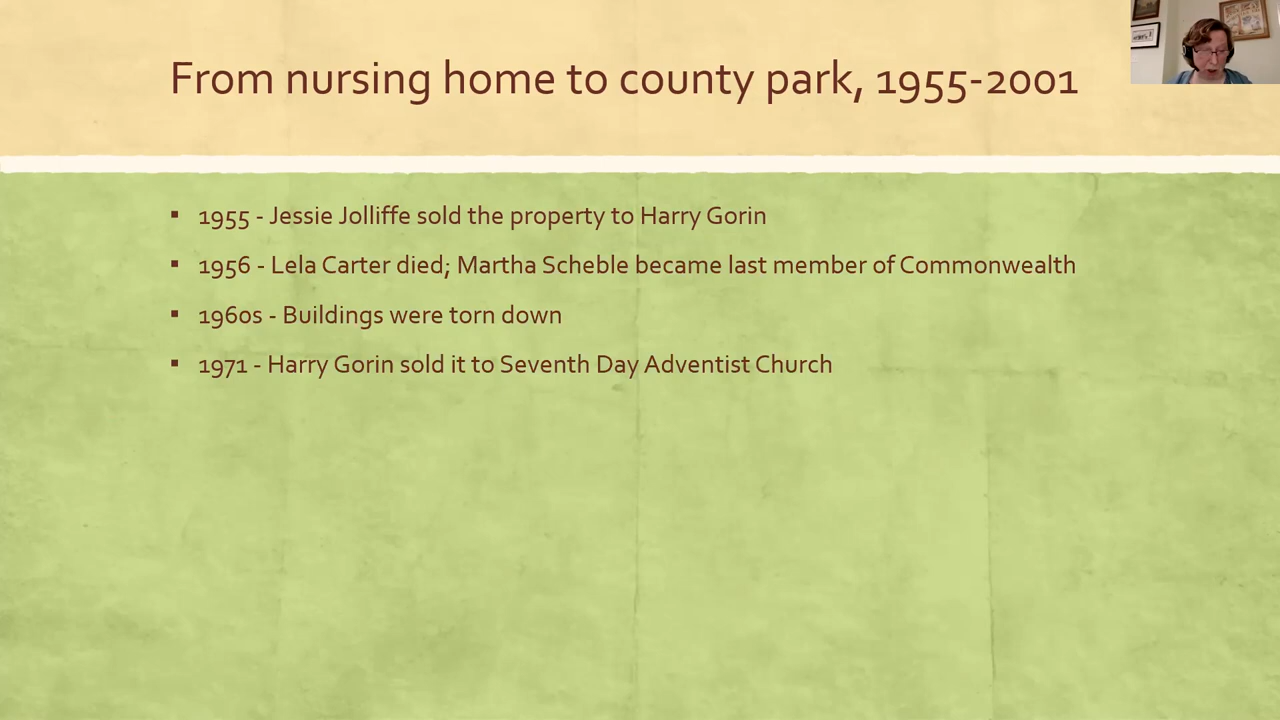 From nursing home to county park, 1955-2001
1955 - Jessie Jolliffe sold the property to Harry Gorin
1956 - Lela Carter died; Martha Scheble became last member of Commonwealth
1960s - Buildings were torn down
1971 - Harry Gorin sold it to Seventh Day Adventist Church